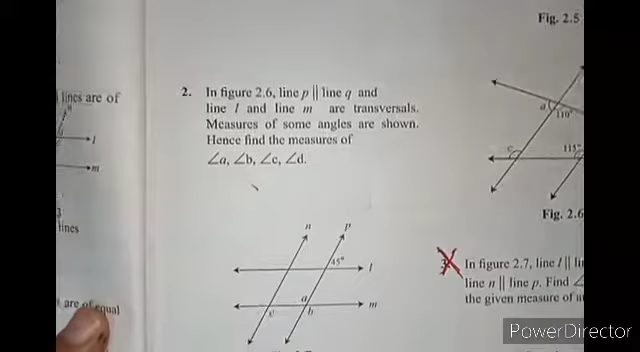 Fig. 2.5
lines are of
l
m
3
lines
are of equal
2. In figure 2.6, line p || line q and
line l and line m are transversals.
Measures of some angles are shown.
Hence find the measures of
∠a, ∠b, ∠c, ∠d.
a
110°
c
115°
Fig. 2.6
n
p
45°
l
a
m
c
b
In figure 2.7, line l ||
line n || line p. Find
the given measure of
PowerDirector